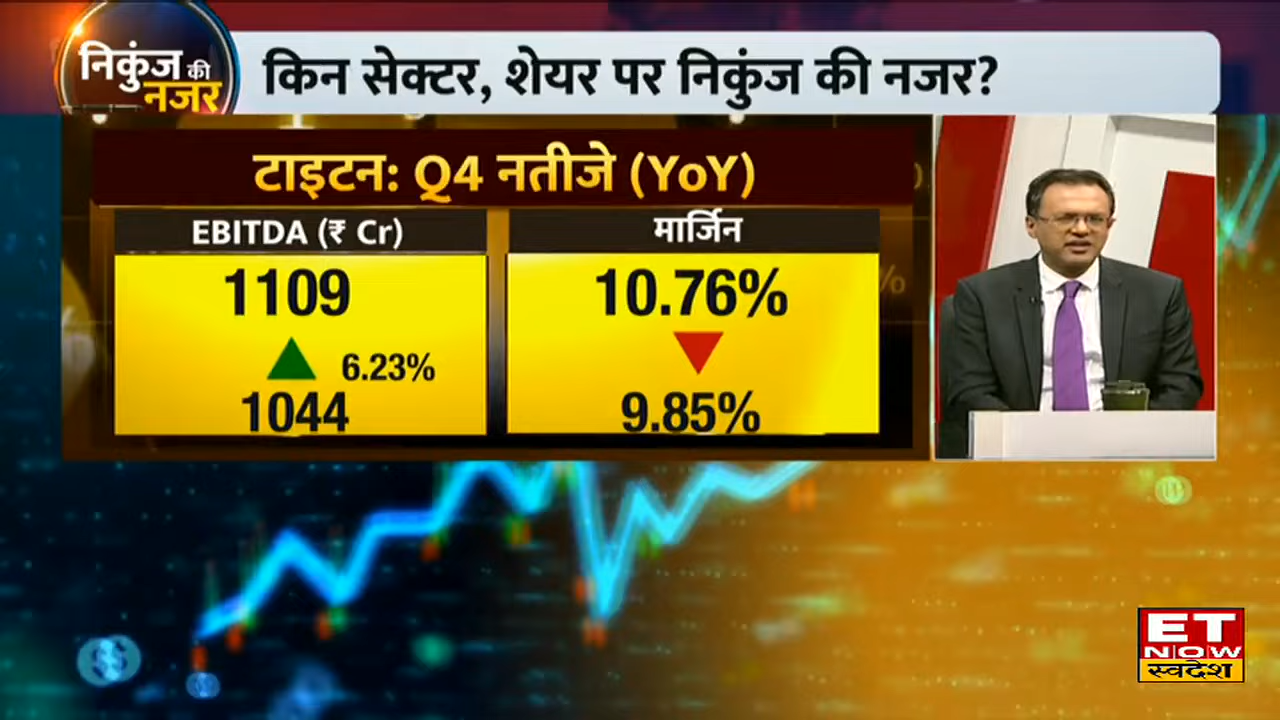 निकुंज की
नजर
किन सेक्टर, शेयर पर निकुंज की नजर?
टाइटन: Q4 नतीजे (YoY)
EBITDA (₹ Cr)
1109
6.23%
1044
मार्जिन
10.76%
9.85%
ET
NOW
स्वदेश